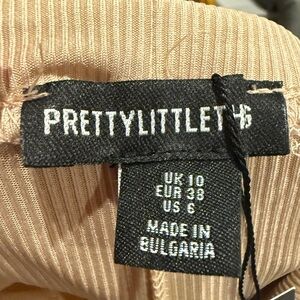 PRETTYLITTLET
UK 10
EUR 38
US 6
MADE IN
BULGARIA